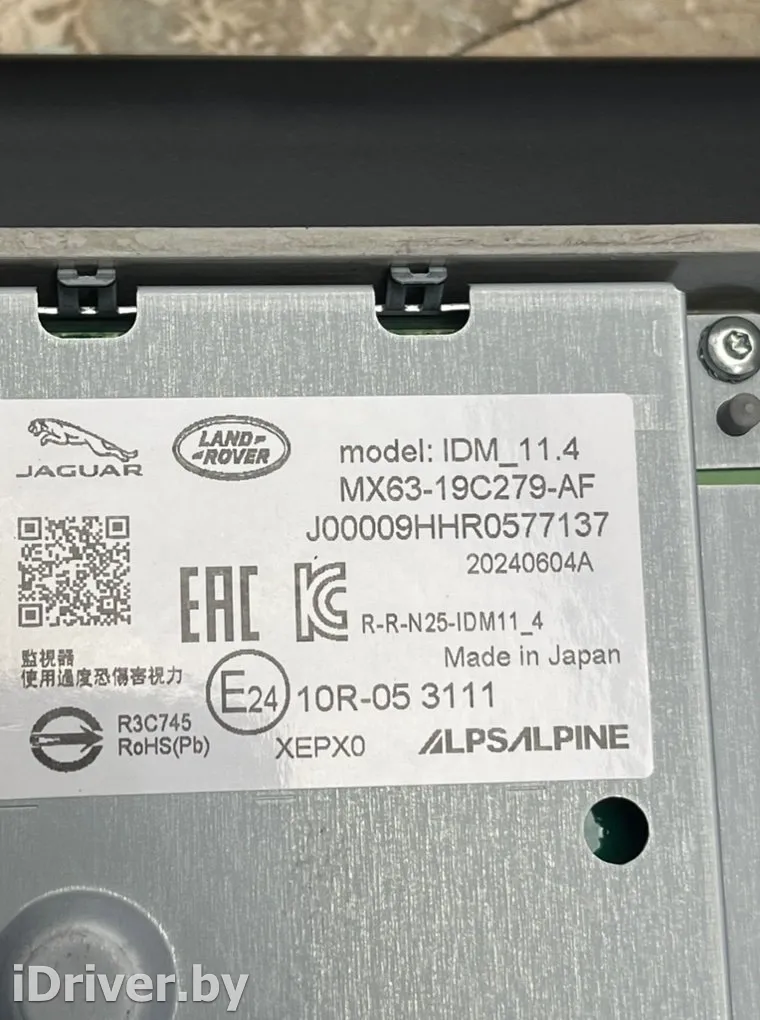 JAGUAR
LAND-
-ROVER
model: IDM_11.4
MX63-19C279-AF
J00009HHR0577137
20240604A
EAC
R-R-N25-IDM11_4
監視器
使用過度恐傷害視力
Made in Japan
E24 10R-05 3111
R3C745
RoHS(Pb)
XEPX0
ALPSALPINE
iDriver.by